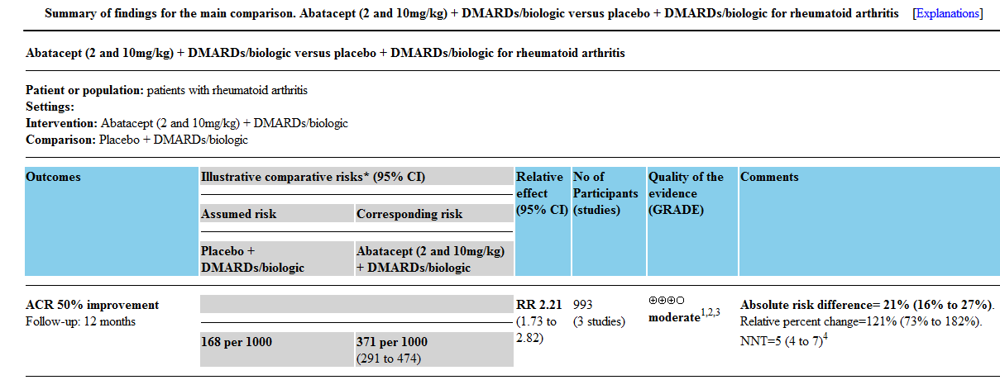 Summary of findings for the main comparison. Abatacept (2 and 10mg/kg) + DMARDs/biologic versus placebo + DMARDs/biologic for rheumatoid arthritis [Explanations]
Abatacept (2 and 10mg/kg) + DMARDs/biologic versus placebo + DMARDs/biologic for rheumatoid arthritis
Patient or population: patients with rheumatoid arthritis
Settings:
Intervention: Abatacept (2 and 10mg/kg) + DMARDs/biologic
Comparison: Placebo + DMARDs/biologic
Outcomes
Illustrative comparative risks* (95% CI)
Assumed risk
Corresponding risk
Placebo +
DMARDs/biologic
Abatacept (2 and 10mg/kg)
+ DMARDs/biologic
Relative
effect
(95% CI)
No of
Participants
(studies)
Quality of the
evidence
(GRADE)
Comments
ACR 50% improvement
Follow-up: 12 months
168 per 1000
371 per 1000
(291 to 474)
RR 2.21
(1.73 to
2.82)
993
(3 studies)
⊕⊕⊕○
moderate1,2,3
Absolute risk difference= 21% (16% to 27%).
Relative percent change=121% (73% to 182%).
NNT=5 (4 to 7)4